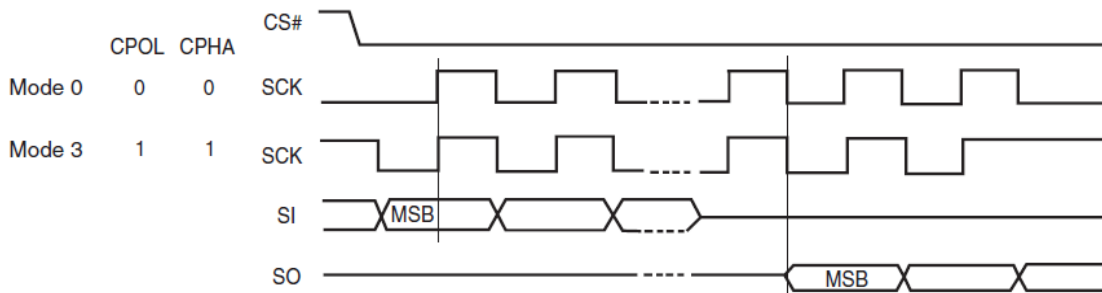 CS#
CPOL CPHA
Mode 0 0 0 SCK
Mode 3 1 1 SCK
SI MSB
SO MSB